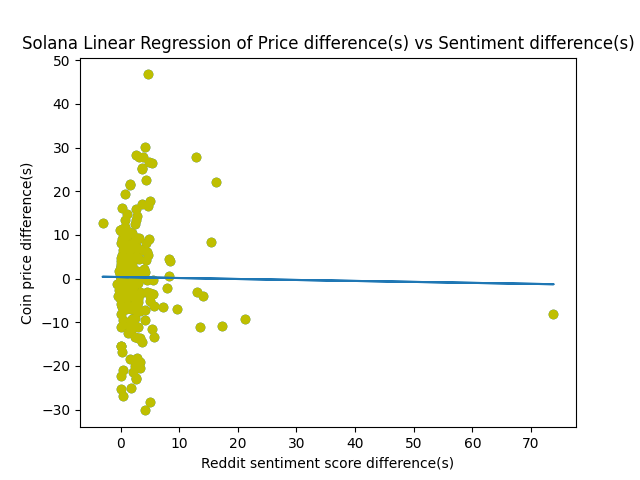 Solana Linear Regression of Price difference(s) vs Sentiment difference(s)
50
40
30
20
10
0
−10
−20
−30
Coin price difference(s)
0 10 20 30 40 50 60 70
Reddit sentiment score difference(s)